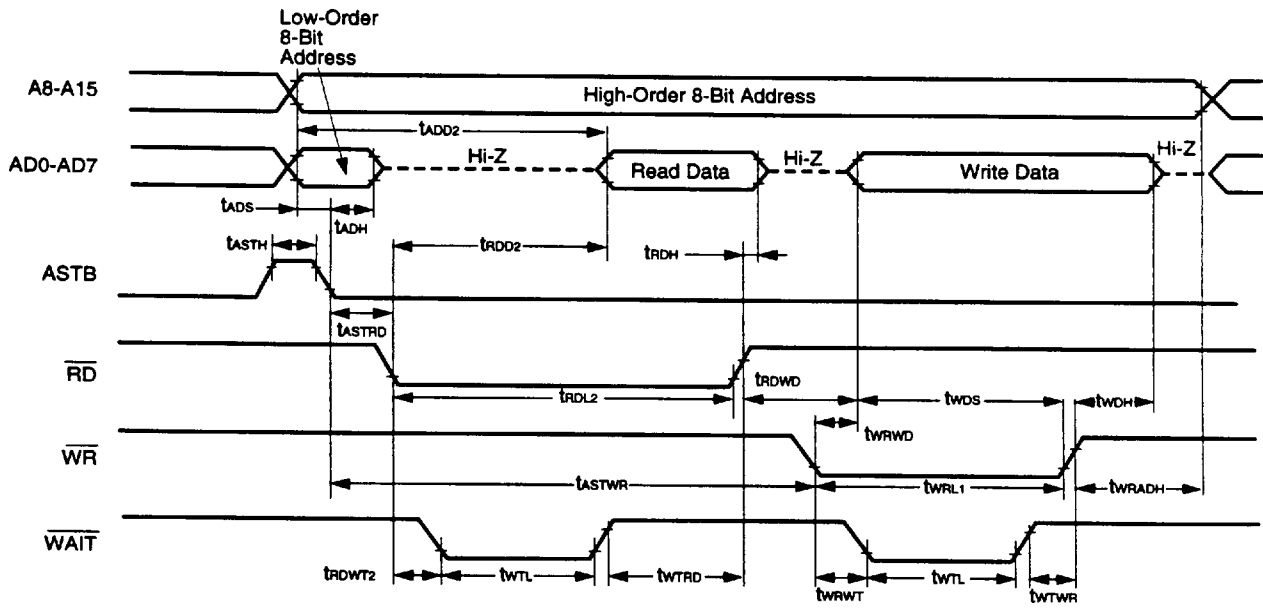 Low-Order
8-Bit
Address
A8-A15
High-Order 8-Bit Address
tADD2
AD0-AD7
Hi-Z
Read Data
Hi-Z
Write Data
Hi-Z
tADS
tADH
tASTH
tRDD2
tRDH
ASTB
tASTRD
RD
tRDL2
tRDWD
tWDS
tWDH
WR
tWRWD
tASTWR
tWRL1
tWRADH
WAIT
tRDWT2
tWTL
tWTRD
tWRWT
tWTL
tWTWR